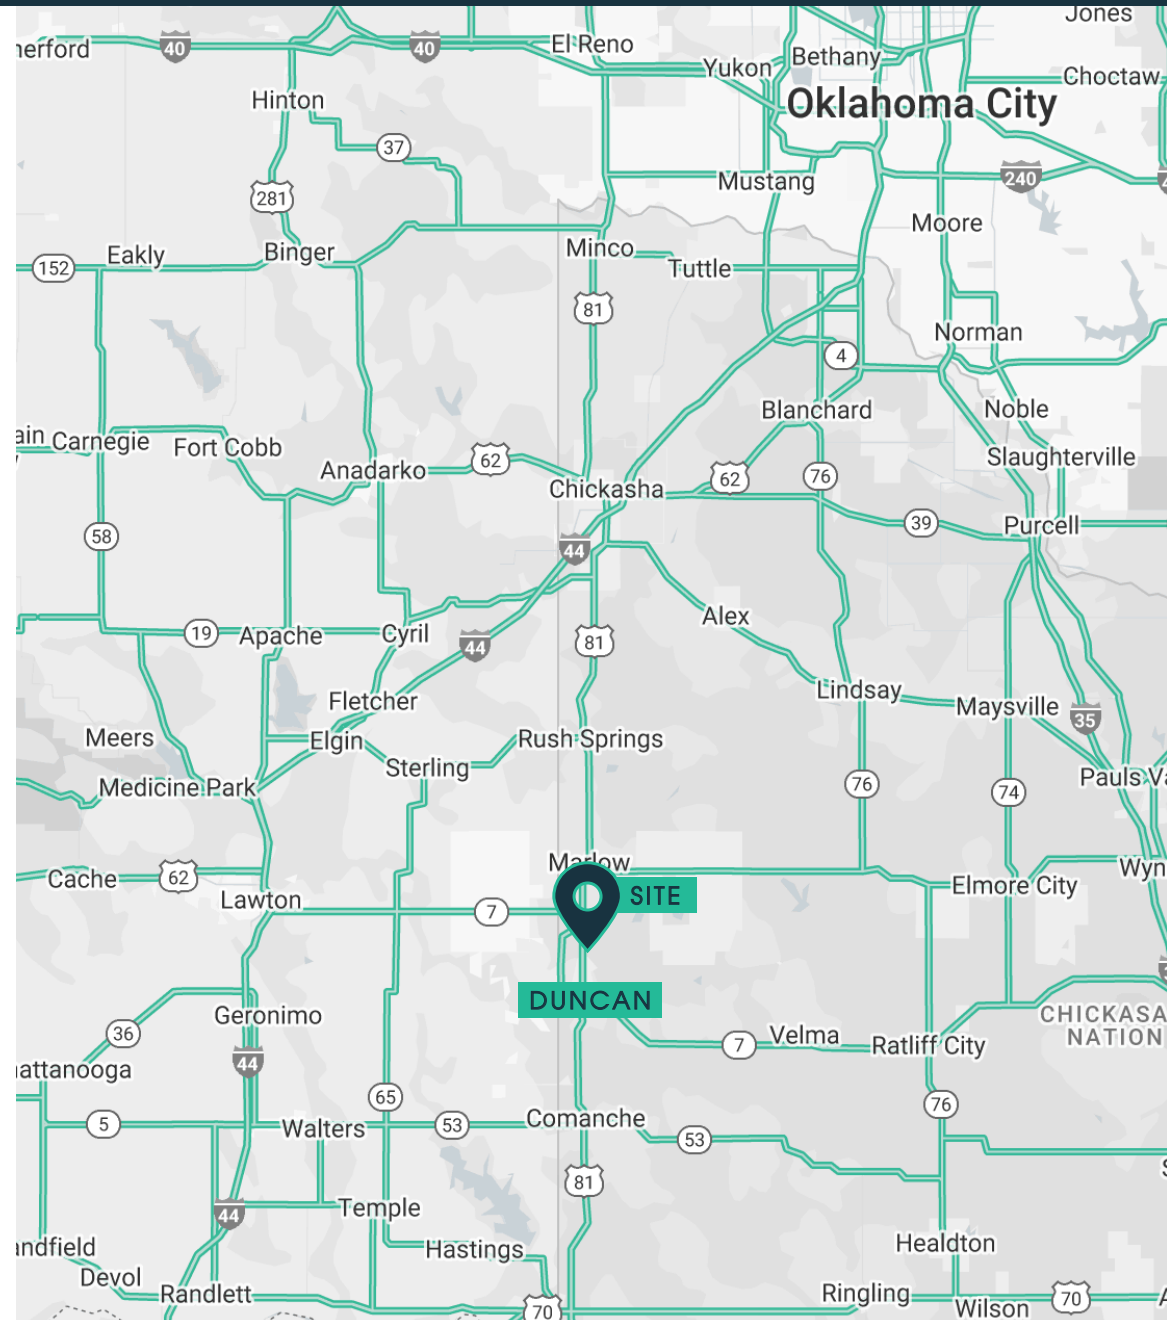 Jones
El Reno
herford
40
40
Bethany
Yukon
Choctaw
Hinton
Oklahoma City
37
240
Mustang
281
Moore
Minco
Binger
Eakly
152
Tuttle
81
Norman
4
Blanchard
Noble
Carnegie
Fort Cobb
ain
Slaughterville
62
Anadarko
62
76
Chickasha
39
Purcell
58
44
Alex
19
Apache
Cyril
81
44
Lindsay
Fletcher
Maysville
35
Meers
Elgin
Rush Springs
Sterling
Pauls Va
Medicine Park
76
74
Marlow
Wyn
62
Cache
Elmore City
SITE
Lawton
7
DUNCAN
Geronimo
CHICKASA
NATION
36
Velma
7
Ratliff City
44
attanooga
65
76
Comanche
5
Walters
53
53
81
Temple
44
Healdton
andfield
Hastings
Devol
Randlett
Ringling
70
Wilson
70